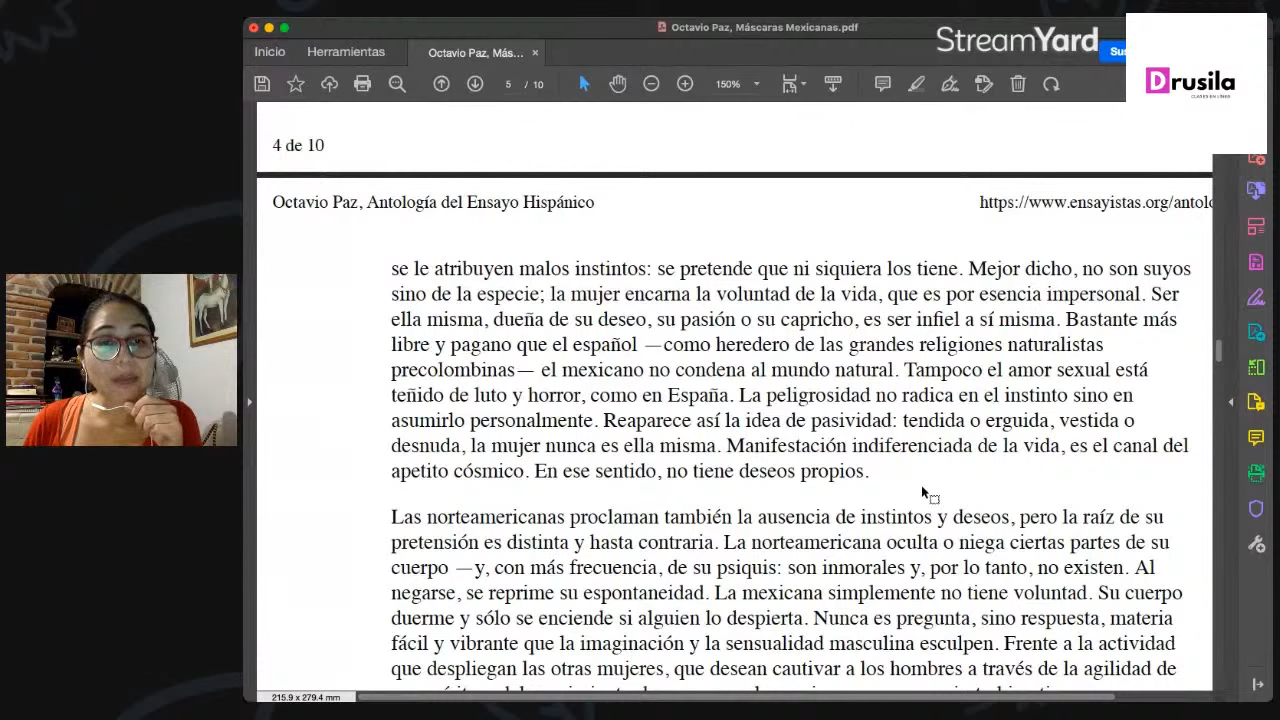 Octavio Paz, Máscaras Mexicanas.pdf
StreamYard
Inicio
Herramientas
Octavio Paz, Más...
×
Sus
Drusila
CLASES EN LÍNEA
5 / 10
150%
4 de 10
Octavio Paz, Antología del Ensayo Hispánico
https://www.ensayistas.org/antolo
se le atribuyen malos instintos: se pretende que ni siquiera los tiene. Mejor dicho, no son suyos
sino de la especie; la mujer encarna la voluntad de la vida, que es por esencia impersonal. Ser
ella misma, dueña de su deseo, su pasión o su capricho, es ser infiel a sí misma. Bastante más
libre y pagano que el español —como heredero de las grandes religiones naturalistas
precolombinas— el mexicano no condena al mundo natural. Tampoco el amor sexual está
teñido de luto y horror, como en España. La peligrosidad no radica en el instinto sino en
asumirlo personalmente. Reaparece así la idea de pasividad: tendida o erguida, vestida o
desnuda, la mujer nunca es ella misma. Manifestación indiferenciada de la vida, es el canal del
apetito cósmico. En ese sentido, no tiene deseos propios.
Las norteamericanas proclaman también la ausencia de instintos y deseos, pero la raíz de su
pretensión es distinta y hasta contraria. La norteamericana oculta o niega ciertas partes de su
cuerpo —y, con más frecuencia, de su psiquis: son inmorales y, por lo tanto, no existen. Al
negarse, se reprime su espontaneidad. La mexicana simplemente no tiene voluntad. Su cuerpo
duerme y sólo se enciende si alguien lo despierta. Nunca es pregunta, sino respuesta, materia
fácil y vibrante que la imaginación y la sensualidad masculina esculpen. Frente a la actividad
que despliegan las otras mujeres, que desean cautivar a los hombres a través de la agilidad de
215.9 x 279.4 mm